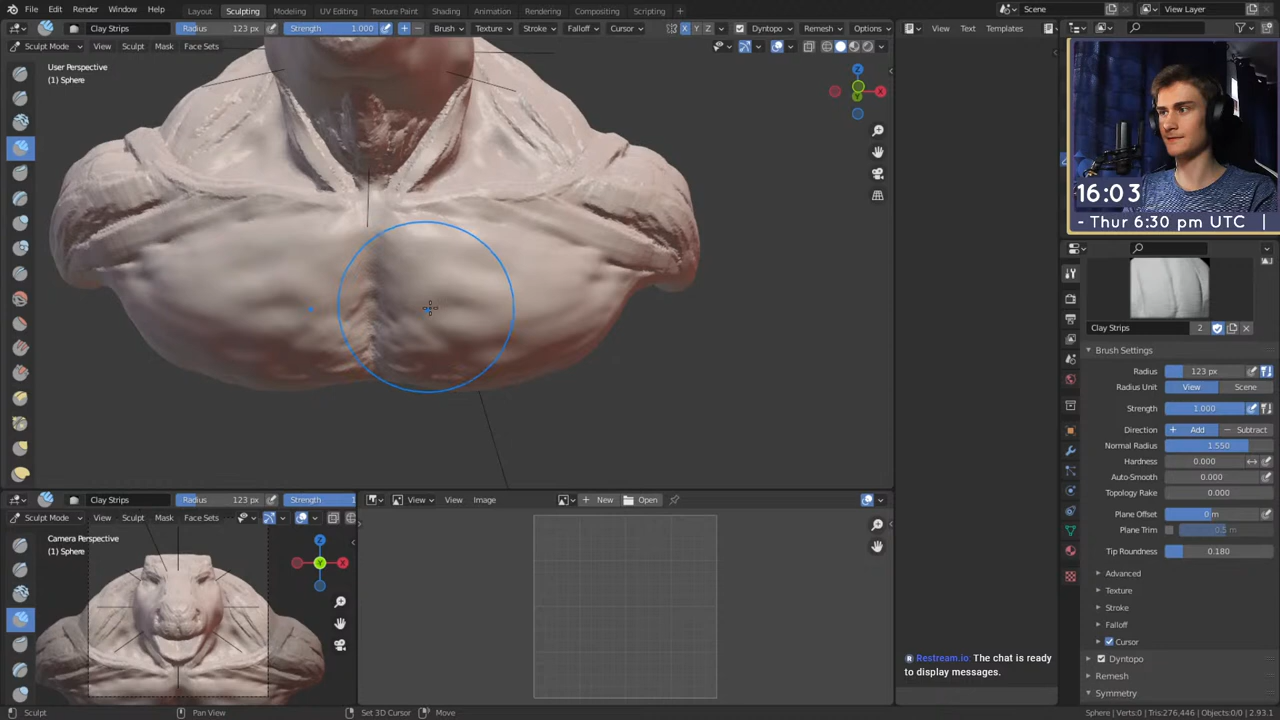 File Edit Render Window Help
Layout Sculpting Modeling UV Editing Texture Paint Shading Animation Rendering Compositing Scripting +
Scene View Layer
Clay Strips Radius 123 px Strength 1.000 + - Brush Texture Stroke Falloff Cursor X Y Z Dyntopo Remesh Options
View Text Templates
Sculpt Mode View Sculpt Mask Face Sets
User Perspective
(1) Sphere
Z
X
Y
16:03
- Thur 6:30 pm UTC |
Clay Strips 2
Brush Settings
Radius 123 px
Radius Unit View Scene
Strength 1.000
Direction + Add - Subtract
Normal Radius 1.550
Hardness 0.000
Auto-Smooth 0.000
Topology Rake 0.000
Plane Offset 0 m
Plane Trim 0.5 m
Tip Roundness 0.180
Advanced
Texture
Stroke
Falloff
Cursor
Dyntopo
Remesh
Symmetry
Clay Strips Radius 123 px Strength 1
View View Image New Open
Sculpt Mode View Sculpt Mask Face Sets
Camera Perspective
(1) Sphere
Z
X
Y
Restream.io: The chat is ready
to display messages.
Sculpt Pan View Set 3D Cursor Move
Sphere | Verts:0 | Tris:276,446 | Objects:0/0 | 2.93.1